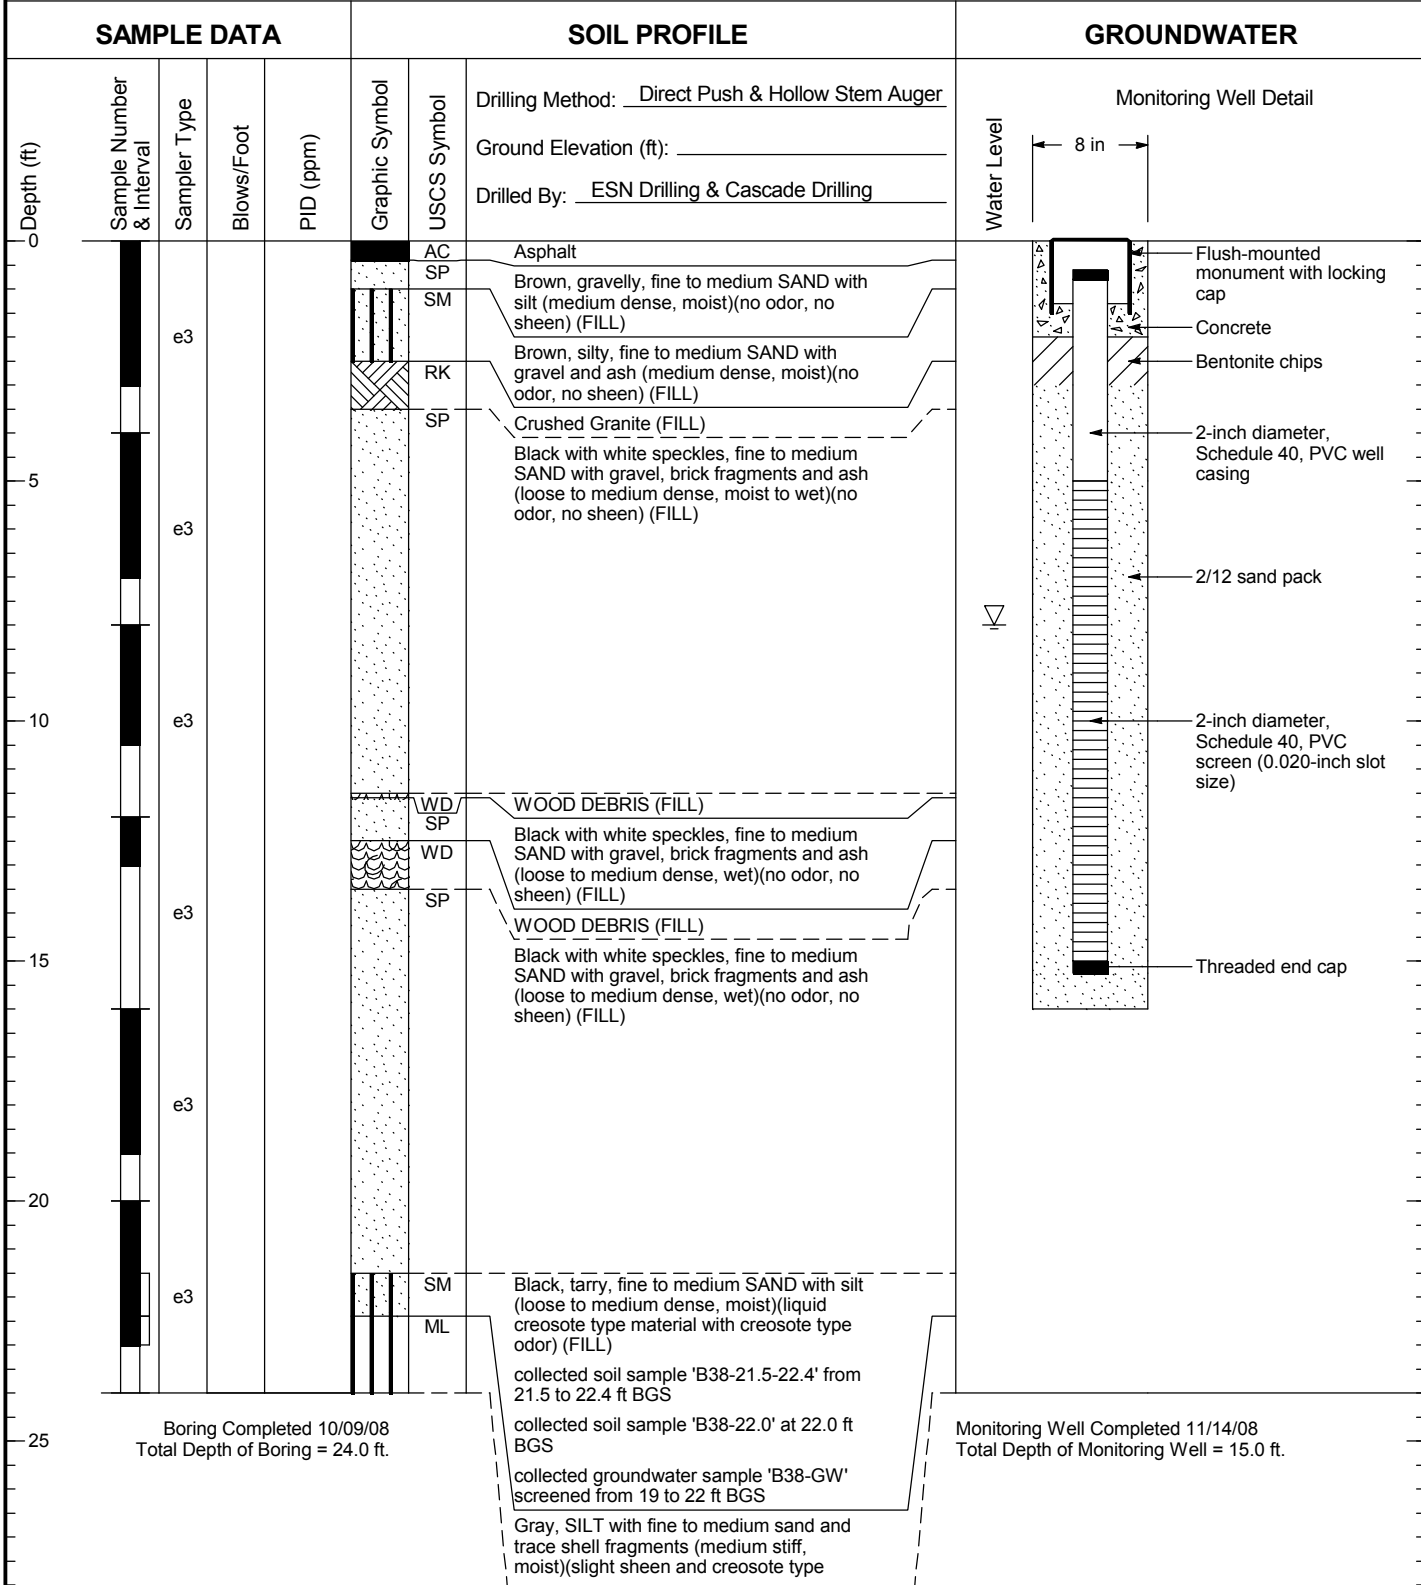 SAMPLE DATA
SOIL PROFILE
GROUNDWATER
Depth (ft)
Sample Number
& Interval
Sampler Type
Blows/Foot
PID (ppm)
Graphic Symbol
USCS Symbol
Drilling Method: Direct Push & Hollow Stem Auger
Ground Elevation (ft):
Drilled By: ESN Drilling & Cascade Drilling
Water Level
Monitoring Well Detail
8 in
0
5
10
15
20
25
e3
e3
e3
e3
e3
e3
AC
SP
SM
RK
SP
WD
SP
WD
SP
SM
ML
Asphalt
Brown, gravelly, fine to medium SAND with
silt (medium dense, moist)(no odor, no
sheen) (FILL)
Brown, silty, fine to medium SAND with
gravel and ash (medium dense, moist)(no
odor, no sheen) (FILL)
Crushed Granite (FILL)
Black with white speckles, fine to medium
SAND with gravel, brick fragments and ash
(loose to medium dense, moist to wet)(no
odor, no sheen) (FILL)
WOOD DEBRIS (FILL)
Black with white speckles, fine to medium
SAND with gravel, brick fragments and ash
(loose to medium dense, wet)(no odor, no
sheen) (FILL)
WOOD DEBRIS (FILL)
Black with white speckles, fine to medium
SAND with gravel, brick fragments and ash
(loose to medium dense, wet)(no odor, no
sheen) (FILL)
Black, tarry, fine to medium SAND with silt
(loose to medium dense, moist)(liquid
creosote type material with creosote type
odor) (FILL)
collected soil sample 'B38-21.5-22.4' from
21.5 to 22.4 ft BGS
collected soil sample 'B38-22.0' at 22.0 ft
BGS
collected groundwater sample 'B38-GW'
screened from 19 to 22 ft BGS
Gray, SILT with fine to medium sand and
trace shell fragments (medium stiff,
moist)(slight sheen and creosote type
Flush-mounted
monument with locking
cap
Concrete
Bentonite chips
2-inch diameter,
Schedule 40, PVC well
casing
2/12 sand pack
2-inch diameter,
Schedule 40, PVC
screen (0.020-inch slot
size)
Threaded end cap
Boring Completed 10/09/08
Total Depth of Boring = 24.0 ft.
Monitoring Well Completed 11/14/08
Total Depth of Monitoring Well = 15.0 ft.